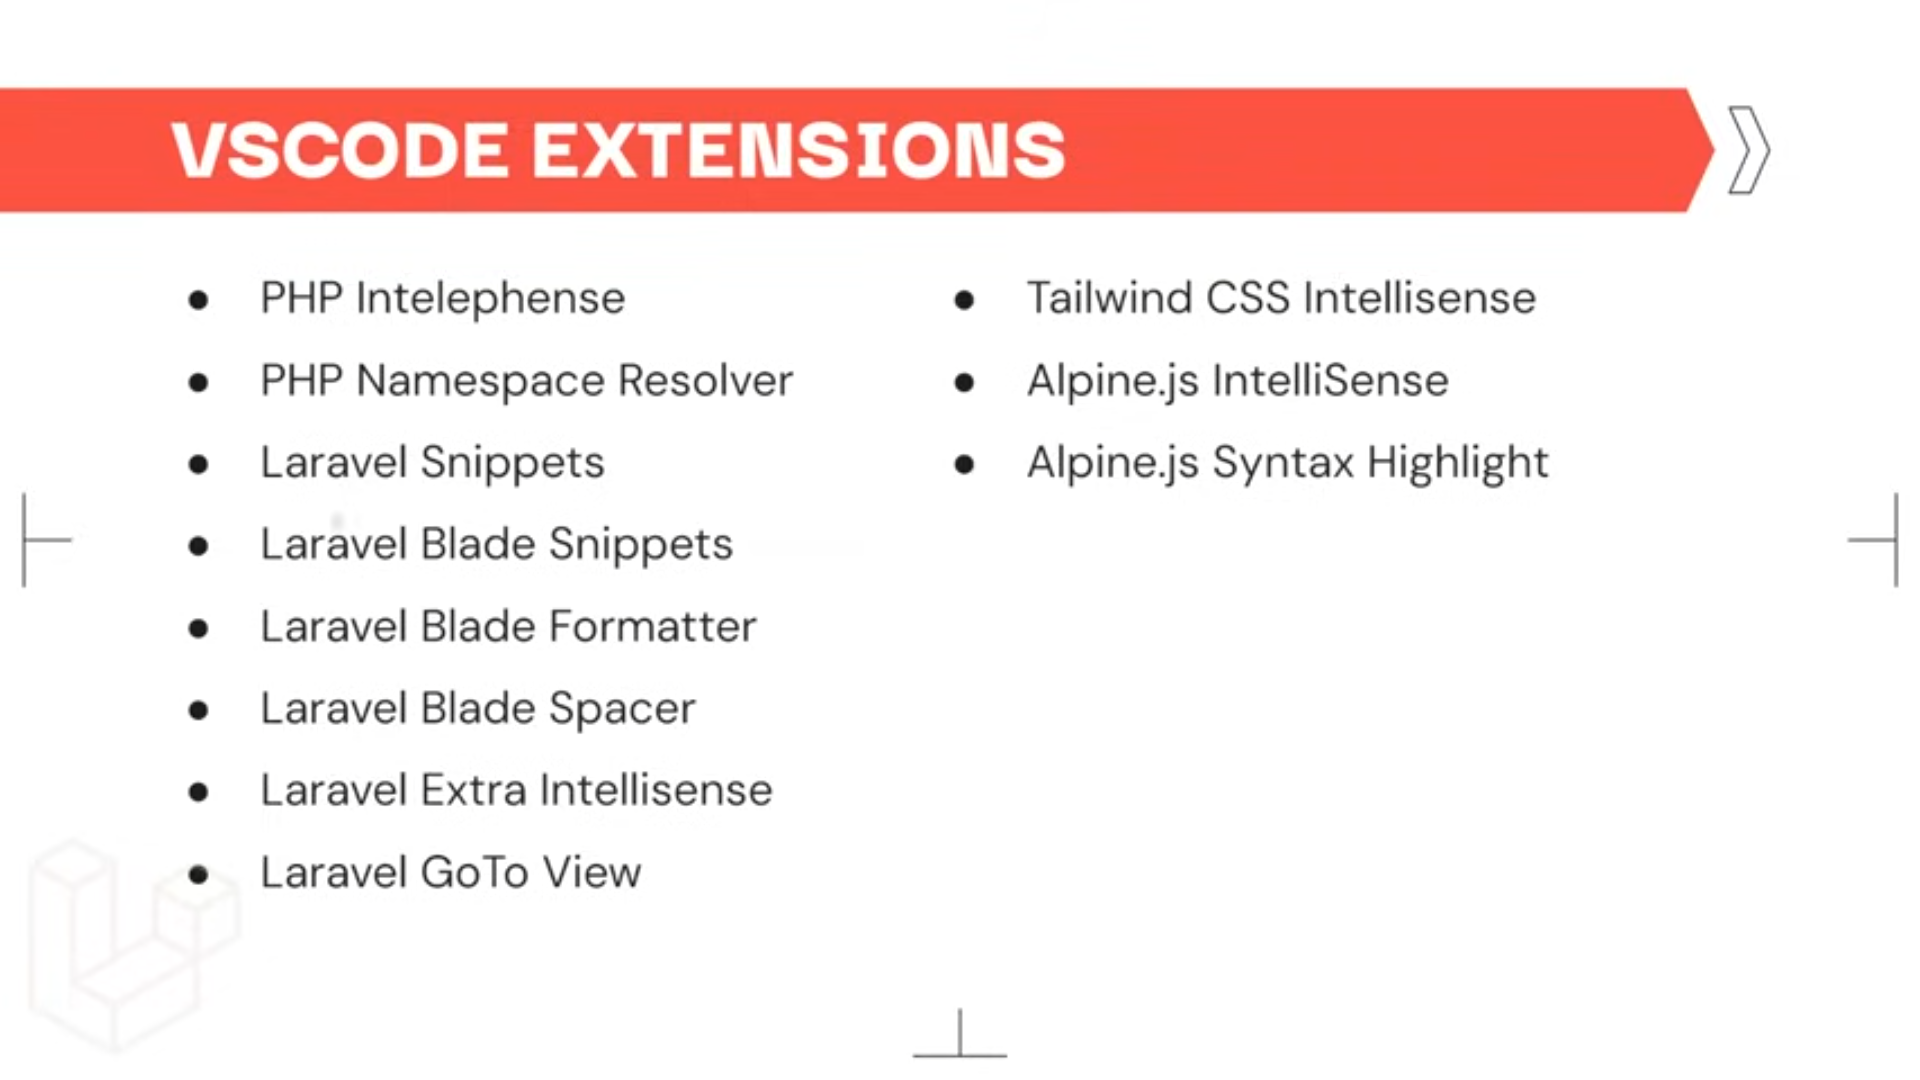 VSCODE EXTENSIONS
● PHP Intelephense
● PHP Namespace Resolver
● Laravel Snippets
● Laravel Blade Snippets
● Laravel Blade Formatter
● Laravel Blade Spacer
● Laravel Extra Intellisense
● Laravel GoTo View
● Tailwind CSS Intellisense
● Alpine.js IntelliSense
● Alpine.js Syntax Highlight